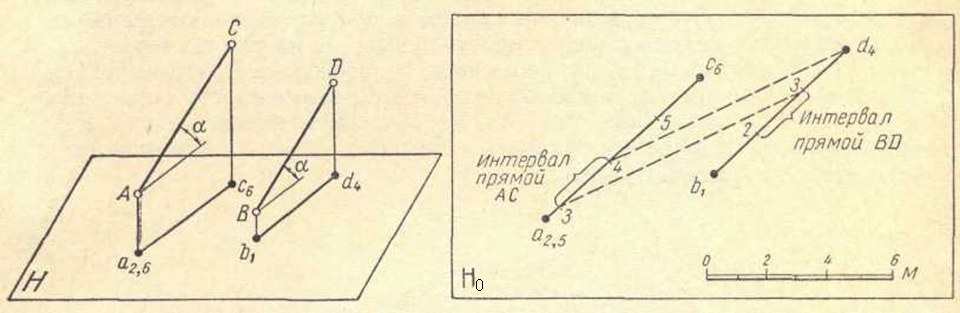 C
D
α
α
A
B
c6
d4
a2,6
b1
H
d4
c6
3
5
2
Интервал
прямой BD
Интервал
прямой
AC
4
b1
3
a2,5
0 2 4 6 М
H0